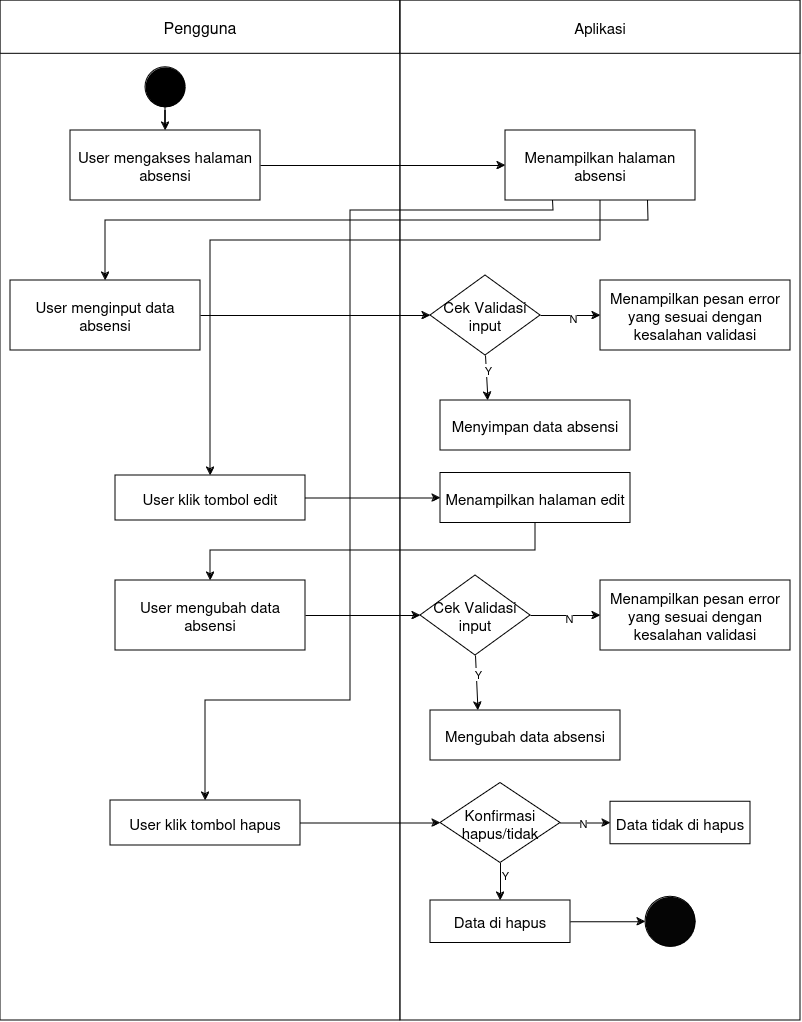 Pengguna
Aplikasi
User mengakses halaman
absensi
Menampilkan halaman
absensi
User menginput data
absensi
Cek Validasi
input
N
Menampilkan pesan error
yang sesuai dengan
kesalahan validasi
Y
Menyimpan data absensi
User klik tombol edit
Menampilkan halaman edit
User mengubah data
absensi
Cek Validasi
input
N
Menampilkan pesan error
yang sesuai dengan
kesalahan validasi
Y
Mengubah data absensi
User klik tombol hapus
Konfirmasi
hapus/tidak
N
Data tidak di hapus
Y
Data di hapus